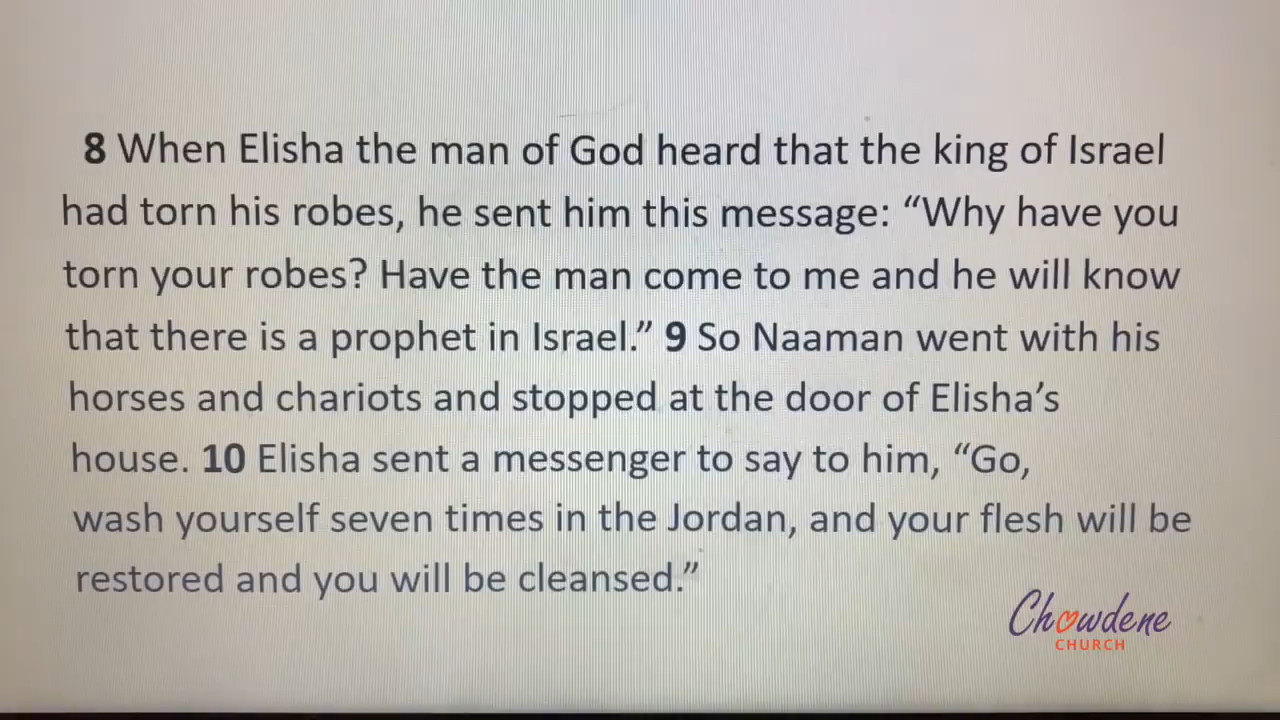 8 When Elisha the man of God heard that the king of Israel
had torn his robes, he sent him this message: “Why have you
torn your robes? Have the man come to me and he will know
that there is a prophet in Israel.” 9 So Naaman went with his
horses and chariots and stopped at the door of Elisha’s
house. 10 Elisha sent a messenger to say to him, “Go,
wash yourself seven times in the Jordan, and your flesh will be
restored and you will be cleansed.”
Chowdene
CHURCH